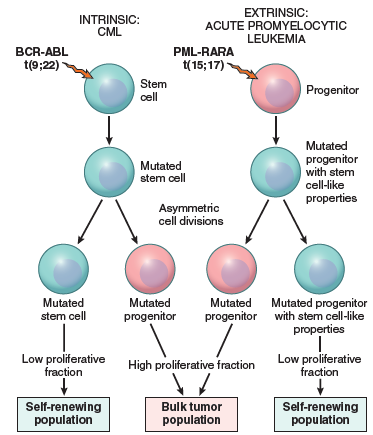 INTRINSIC:
CML
EXTRINSIC:
ACUTE PROMYELOCYTIC
LEUKEMIA
BCR-ABL
t(9;22)
PML-RARA
t(15;17)
Stem
cell
Progenitor
Mutated
stem cell
Mutated
progenitor
with stem
cell-like
properties
Asymmetric
cell divisions
Mutated
stem cell
Mutated
progenitor
Mutated
progenitor
Mutated progenitor
with stem cell-like
properties
Low proliferative
fraction
High proliferative fraction
Low proliferative
fraction
Self-renewing
population
Bulk tumor
population
Self-renewing
population